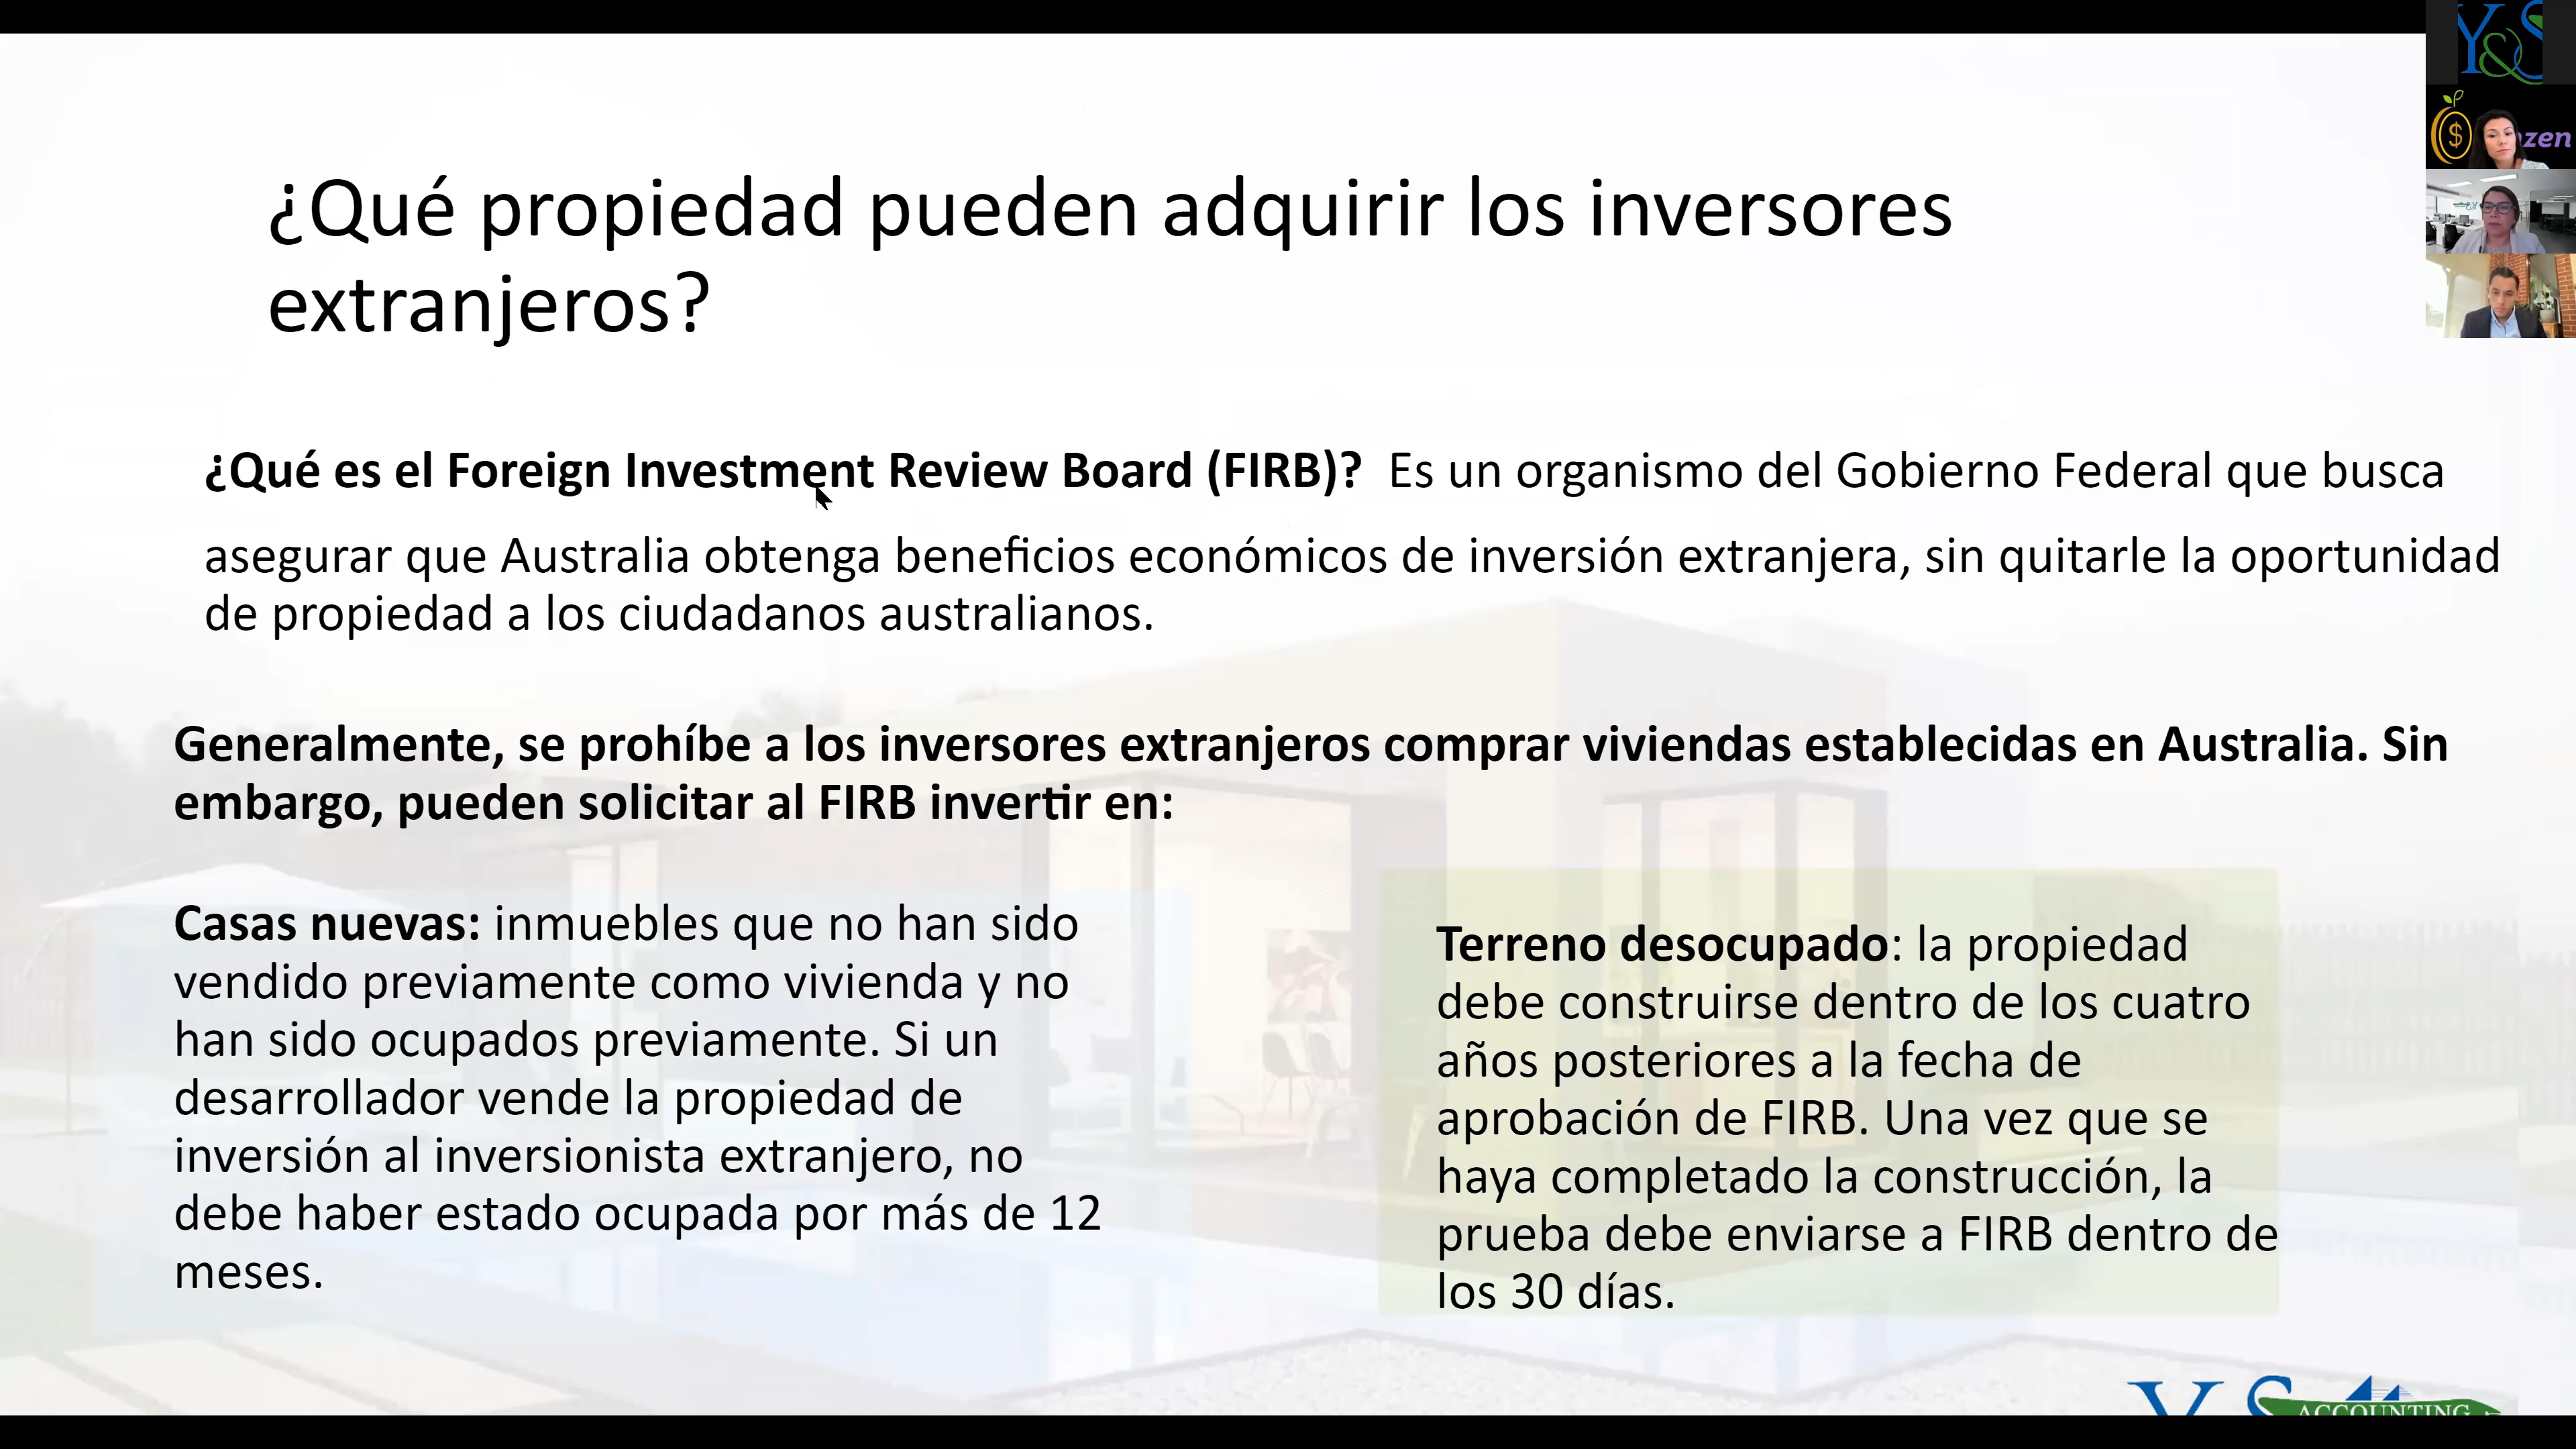 Y&S
zen
¿Qué propiedad pueden adquirir los inversores
extranjeros?
¿Qué es el Foreign Investment Review Board (FIRB)? Es un organismo del Gobierno Federal que busca
asegurar que Australia obtenga beneficios económicos de inversión extranjera, sin quitarle la oportunidad
de propiedad a los ciudadanos australianos.
Generalmente, se prohíbe a los inversores extranjeros comprar viviendas establecidas en Australia. Sin
embargo, pueden solicitar al FIRB invertir en:
Casas nuevas: inmuebles que no han sido
vendido previamente como vivienda y no
han sido ocupados previamente. Si un
desarrollador vende la propiedad de
inversión al inversionista extranjero, no
debe haber estado ocupada por más de 12
meses.
Terreno desocupado: la propiedad
debe construirse dentro de los cuatro
años posteriores a la fecha de
aprobación de FIRB. Una vez que se
haya completado la construcción, la
prueba debe enviarse a FIRB dentro de
los 30 días.
Y S
ACCOUNTING